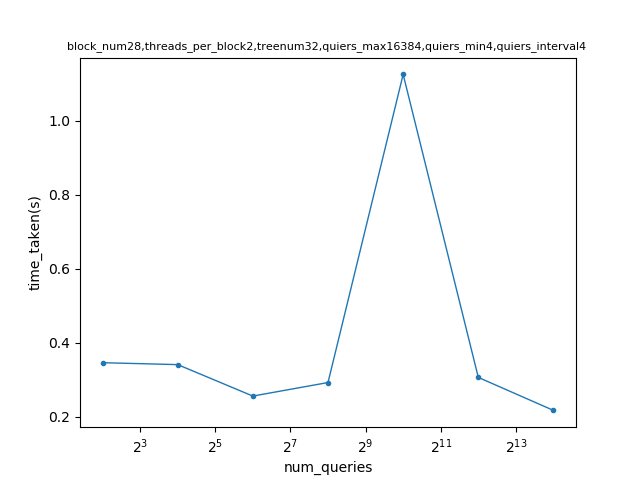 block_num28,threads_per_block2,treenum32,quiers_max16384,quiers_min4,quiers_interval4
time_taken(s)
1.0
0.8
0.6
0.4
0.2
2^3 2^5 2^7 2^9 2^11 2^13
num_queries